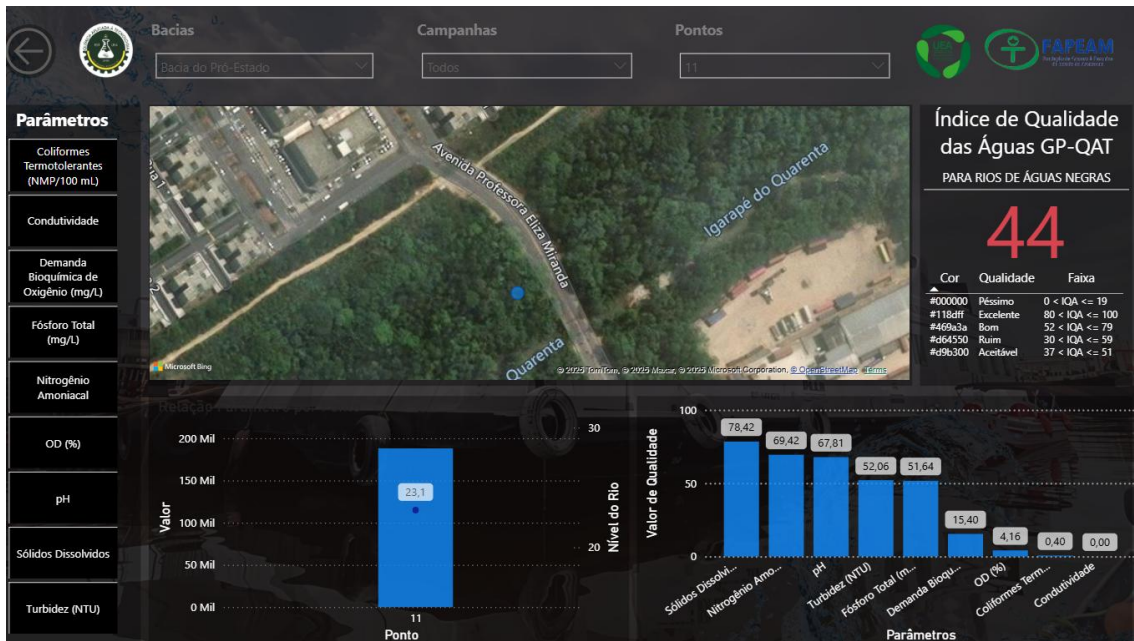 Bacias
Campanhas
Pontos
Bacia do Pró-Estado
Todos
11
UEA
FAPEAM
Parâmetros
Coliformes
Termotolerantes
(NMP/100 mL)
Condutividade
Demanda
Bioquímica de
Oxigênio (mg/L)
Fósforo Total
(mg/L)
Nitrogênio
Amoniacal
OD (%)
pH
Sólidos Dissolvidos
Turbidez (NTU)
Avenida Professora Eliza Miranda
Igarapé do Quarenta
Quarenta
Microsoft Bing
© 2025 TomTom, © 2025 Maxar, © 2025 Microsoft Corporation, © OpenStreetMap Terms
Índice de Qualidade
das Águas GP-QAT
PARA RIOS DE ÁGUAS NEGRAS
44
Cor Qualidade Faixa
#000000 Péssimo 0 < IQA <= 19
#118dff Excelente 80 < IQA <= 100
#469a3a Bom 52 < IQA <= 79
#d64550 Ruim 30 < IQA <= 59
#d9b300 Aceitável 37 < IQA <= 51
200 Mil
150 Mil
100 Mil
50 Mil
0 Mil
Valor
23,1
30
20
Nível do Rio
11
Ponto
100
50
0
Valor de Qualidade
78,42
69,42
67,81
52,06
51,64
15,40
4,16
0,40
0,00
Sólidos Dissolvi...
Nitrogênio Amo...
pH
Turbidez (NTU)
Fósforo Total (m...
Demanda Bioqu...
OD (%)
Coliformes Term...
Condutividade
Parâmetros